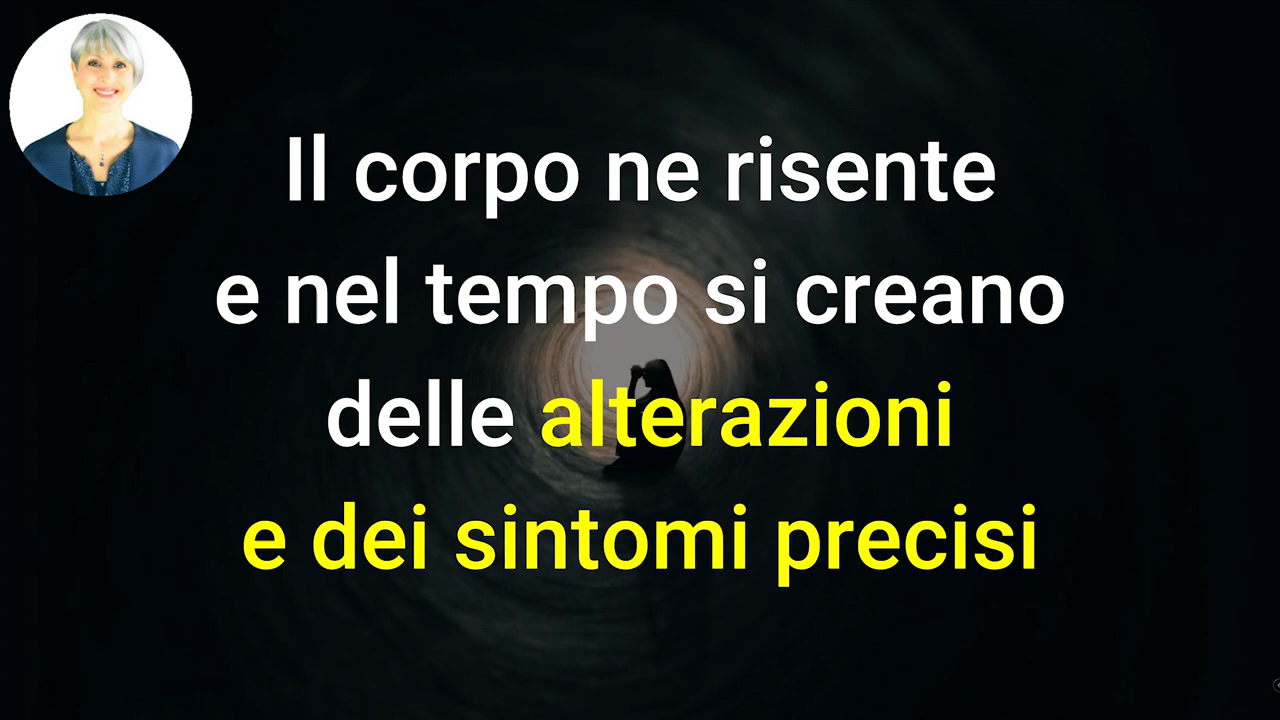 Il corpo ne risente
e nel tempo si creano
delle alterazioni
e dei sintomi precisi